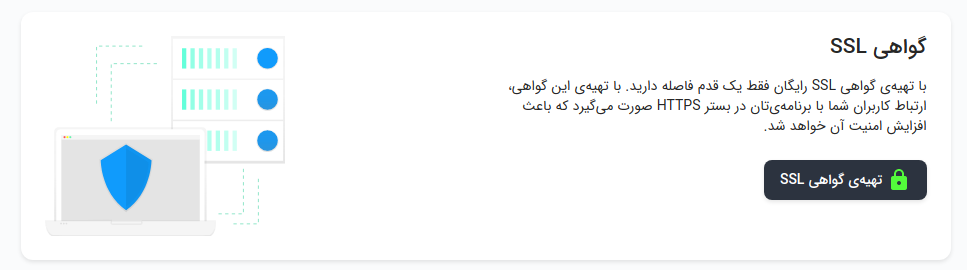 گواهی SSL
با تهیه‌ی گواهی SSL رایگان فقط یک قدم فاصله دارید. با تهیه‌ی این گواهی،
ارتباط کاربران شما با برنامه‌ی‌تان در بستر HTTPS صورت می‌گیرد که باعث
افزایش امنیت آن خواهد شد.
تهیه‌ی گواهی SSL